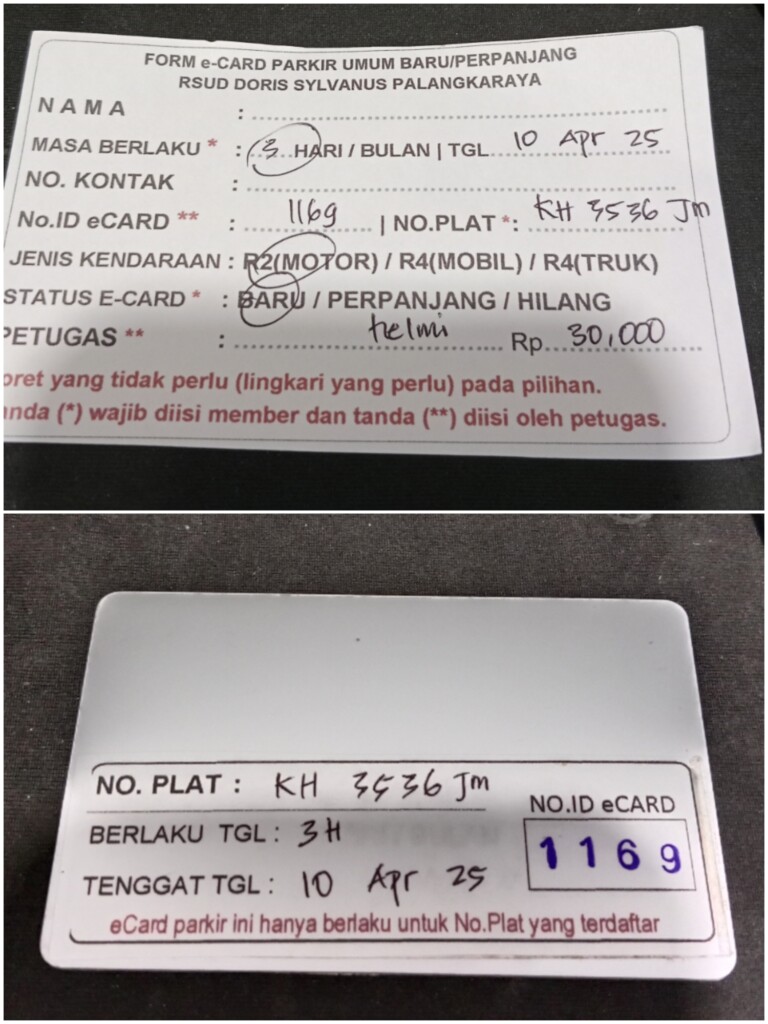 FORM e-CARD PARKIR UMUM BARU/PERPANJANG
RSUD DORIS SYLVANUS PALANGKARAYA
NAMA :
MASA BERLAKU * : 3 HARI / BULAN | TGL 10 Apr 25
NO. KONTAK :
No.ID eCARD ** : 1169 | NO.PLAT *: KH 3536 Jm
JENIS KENDARAAN : R2(MOTOR) / R4(MOBIL) / R4(TRUK)
STATUS E-CARD * : BARU / PERPANJANG / HILANG
PETUGAS ** : helmi Rp. 30,000
oret yang tidak perlu (lingkari yang perlu) pada pilihan.
anda (*) wajib diisi member dan tanda (**) diisi oleh petugas.
NO. PLAT : KH 3536 Jm
BERLAKU TGL : 3H
TENGGAT TGL : 10 Apr 25
NO.ID eCARD
1169
eCard parkir ini hanya berlaku untuk No.Plat yang terdaftar